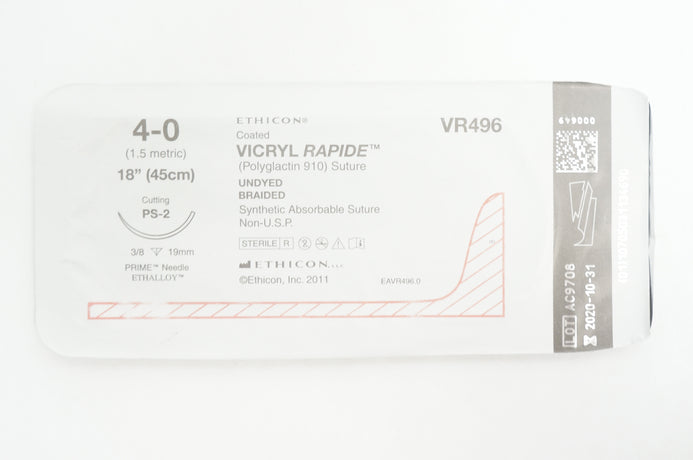 4-0
(1.5 metric)
18" (45cm)
Cutting
PS-2
3/8 19mm
PRIME™ Needle
ETHALLOY™
ETHICON®
Coated
VICRYL RAPIDE™
(Polyglactin 910) Suture
UNDYED
BRAIDED
Synthetic Absorbable Suture
Non-U.S.P.
STERILE R
ETHICON, LLC
©Ethicon, Inc. 2011
EAVR496.0
VR496
649000
LOT AC9708
2020-10-31